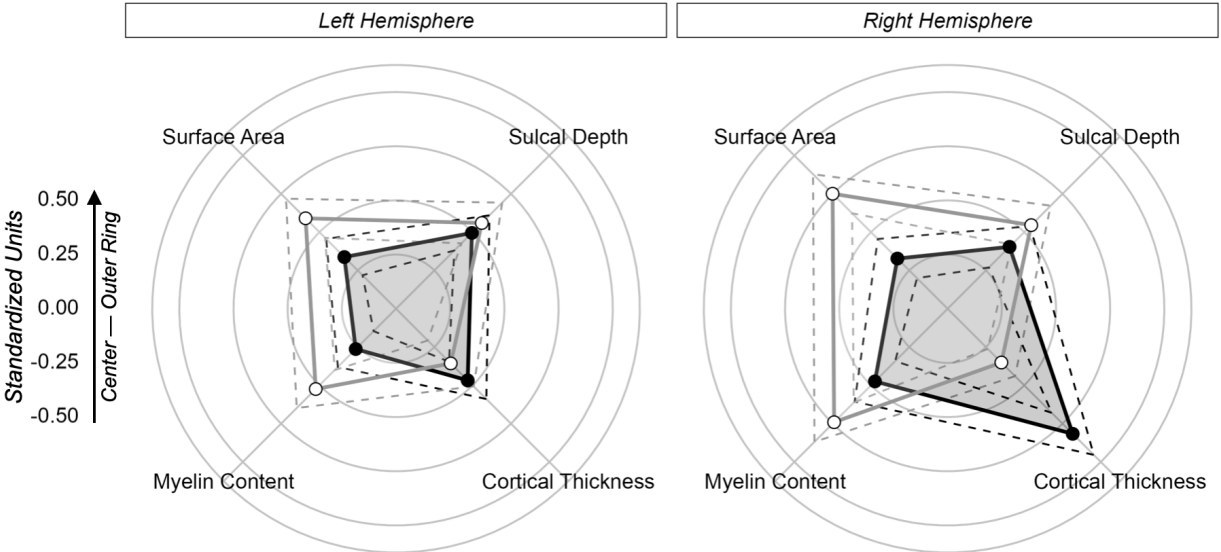 Left Hemisphere
Right Hemisphere
Surface Area
Sulcal Depth
Surface Area
Sulcal Depth
Standardized Units
Center — Outer Ring
0.50
0.25
0.00
-0.25
-0.50
Myelin Content
Cortical Thickness
Myelin Content
Cortical Thickness